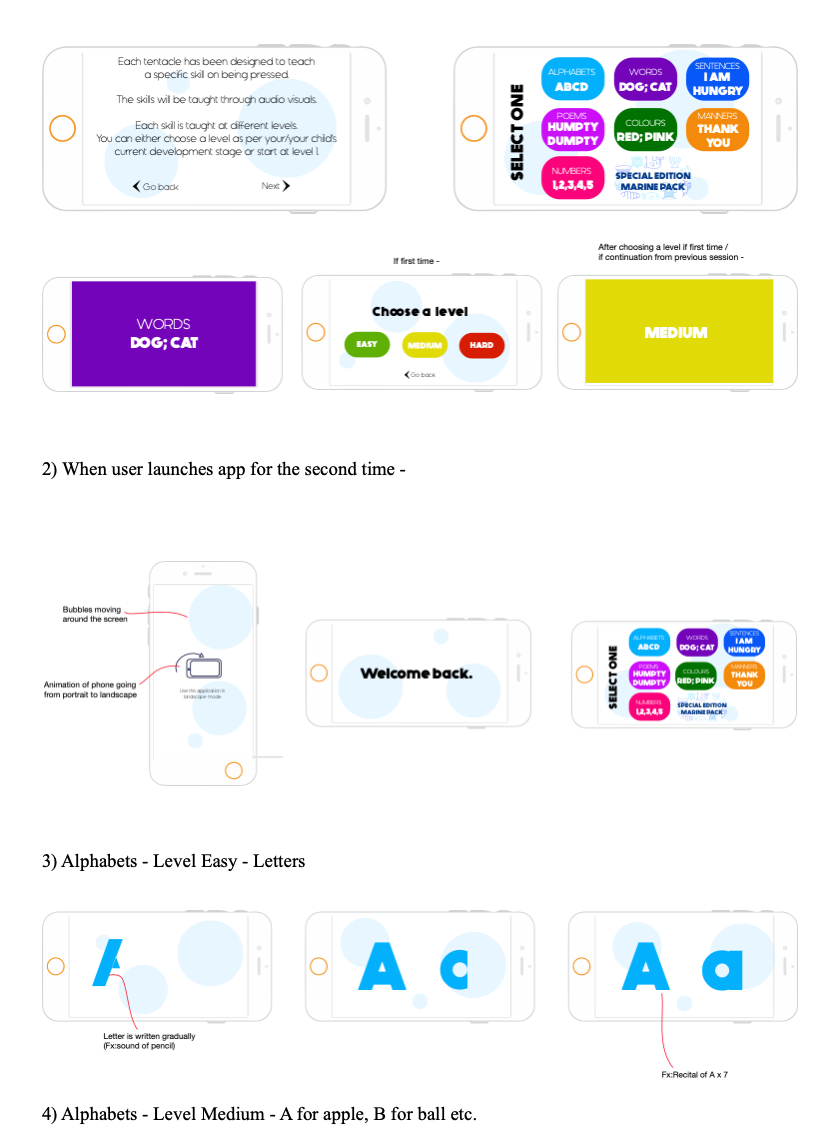 Each tentacle has been designed to teach
a specific skill on being pressed.
The skills will be taught through audio visuals.
Each skill is taught at different levels.
You can either choose a level as per your/your child's
current development stage or start at level 1.
Go back
Next
SELECT ONE
ALPHABETS
ABCD
WORDS
DOG; CAT
SENTENCES
I AM
HUNGRY
POEMS
HUMPTY
DUMPTY
COLOURS
RED; PINK
MANNERS
THANK
YOU
NUMBERS
1,2,3,4,5
SPECIAL EDITION
MARINE PACK
WORDS
DOG; CAT
If first time -
Choose a level
EASY
MEDIUM
HARD
Go back
After choosing a level if first time /
if continuation from previous session -
MEDIUM
2) When user launches app for the second time -
Bubbles moving
around the screen
Animation of phone going
from portrait to landscape
Use this application in
landscape mode
Welcome back.
SELECT ONE
ALPHABETS
ABCD
WORDS
DOG; CAT
SENTENCES
I AM
HUNGRY
POEMS
HUMPTY
DUMPTY
COLOURS
RED; PINK
MANNERS
THANK
YOU
NUMBERS
1,2,3,4,5
SPECIAL EDITION
MARINE PACK
3) Alphabets - Level Easy - Letters
A
Letter is written gradually
(Fx:sound of pencil)
A
A a
Fx:Recital of A x 7
4) Alphabets - Level Medium - A for apple, B for ball etc.